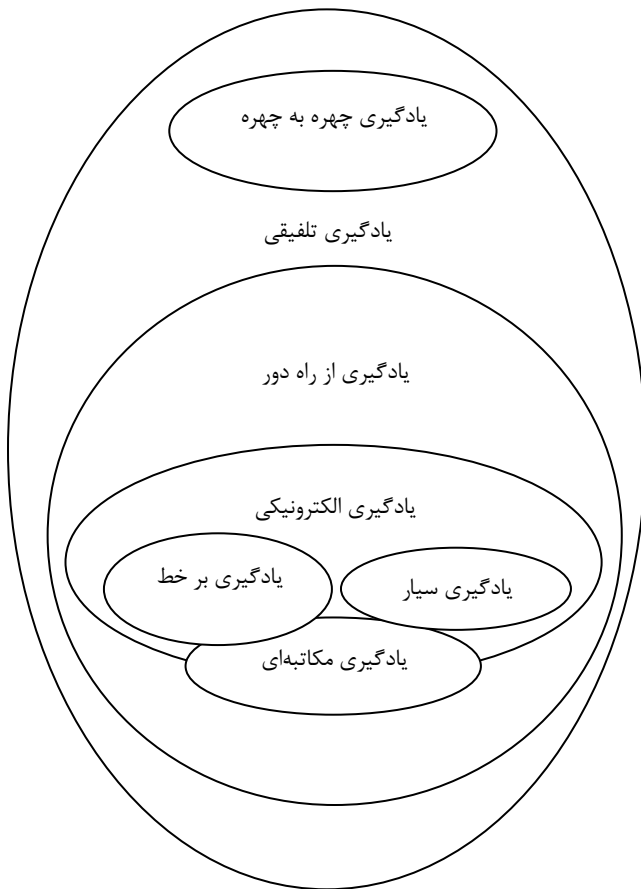 یادگیری چهره به چهره
یادگیری تلفیقی
یادگیری از راه دور
یادگیری الکترونیکی
یادگیری بر خط
یادگیری سیار
یادگیری مکاتبه‌ای